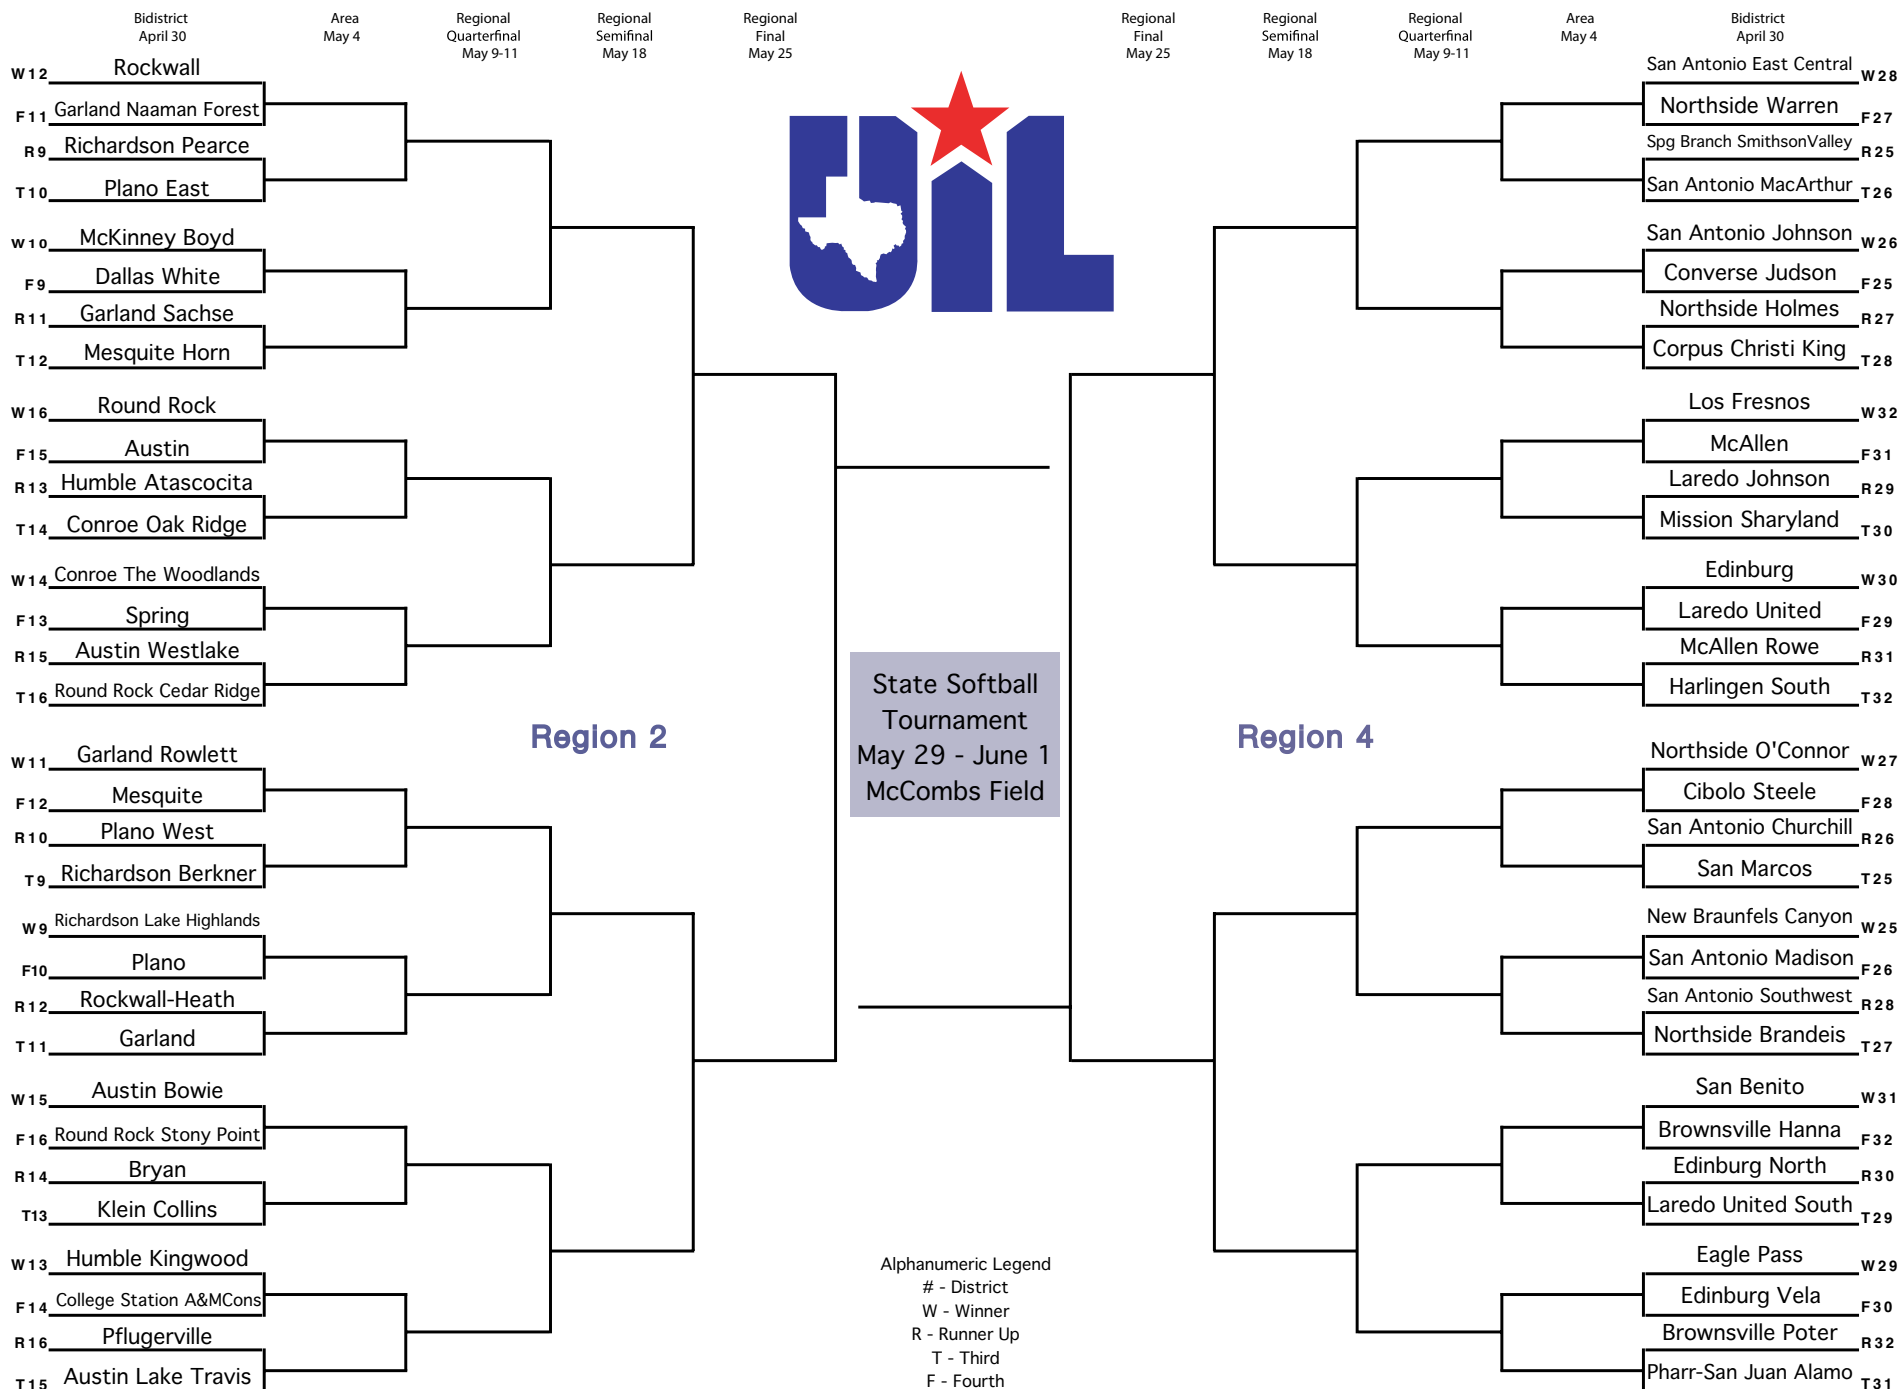 Bidistrict
April 30
Area
May 4
Regional
Quarterfinal
May 9-11
Regional
Semifinal
May 18
Regional
Final
May 25
Regional
Final
May 25
Regional
Semifinal
May 18
Regional
Quarterfinal
May 9-11
Area
May 4
Bidistrict
April 30
W12 Rockwall
F11 Garland Naaman Forest
R9 Richardson Pearce
T10 Plano East
W10 McKinney Boyd
F9 Dallas White
R11 Garland Sachse
T12 Mesquite Horn
W16 Round Rock
F15 Austin
R13 Humble Atascocita
T14 Conroe Oak Ridge
W14 Conroe The Woodlands
F13 Spring
R15 Austin Westlake
T16 Round Rock Cedar Ridge
W11 Garland Rowlett
F12 Mesquite
R10 Plano West
T9 Richardson Berkner
W9 Richardson Lake Highlands
F10 Plano
R12 Rockwall-Heath
T11 Garland
W15 Austin Bowie
F16 Round Rock Stony Point
R14 Bryan
T13 Klein Collins
W13 Humble Kingwood
F14 College Station A&MCons
R16 Pflugerville
T15 Austin Lake Travis
Region 2
UIL
State Softball
Tournament
May 29 - June 1
McCombs Field
Alphanumeric Legend
# - District
W - Winner
R - Runner Up
T - Third
F - Fourth
Region 4
San Antonio East Central W28
Northside Warren F27
Spg Branch SmithsonValley R25
San Antonio MacArthur T26
San Antonio Johnson W26
Converse Judson F25
Northside Holmes R27
Corpus Christi King T28
Los Fresnos W32
McAllen F31
Laredo Johnson R29
Mission Sharyland T30
Edinburg W30
Laredo United F29
McAllen Rowe R31
Harlingen South T32
Northside O'Connor W27
Cibolo Steele F28
San Antonio Churchill R26
San Marcos T25
New Braunfels Canyon W25
San Antonio Madison F26
San Antonio Southwest R28
Northside Brandeis T27
San Benito W31
Brownsville Hanna F32
Edinburg North R30
Laredo United South T29
Eagle Pass W29
Edinburg Vela F30
Brownsville Poter R32
Pharr-San Juan Alamo T31